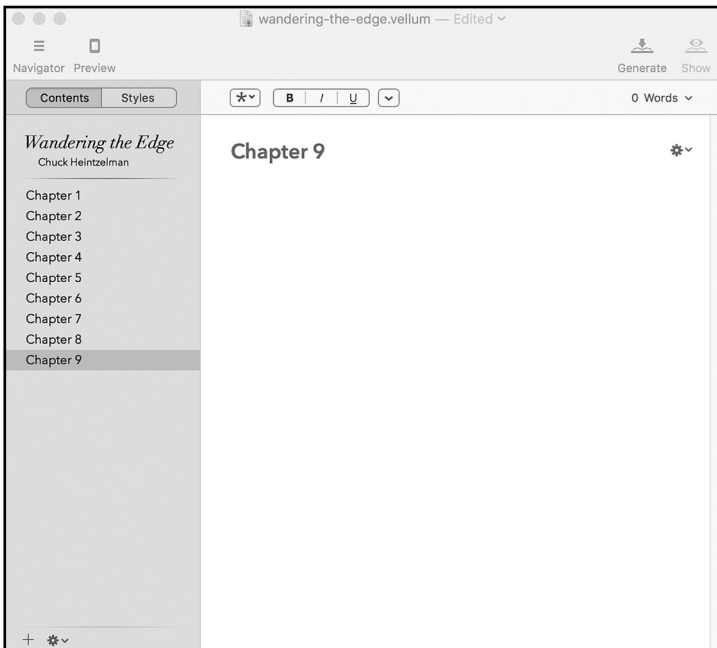 wandering-the-edge.vellum — Edited
Navigator Preview
Generate Show
Contents Styles
B I U
0 Words
Wandering the Edge
Chuck Heintzelman
Chapter 9
Chapter 1
Chapter 2
Chapter 3
Chapter 4
Chapter 5
Chapter 6
Chapter 7
Chapter 8
Chapter 9